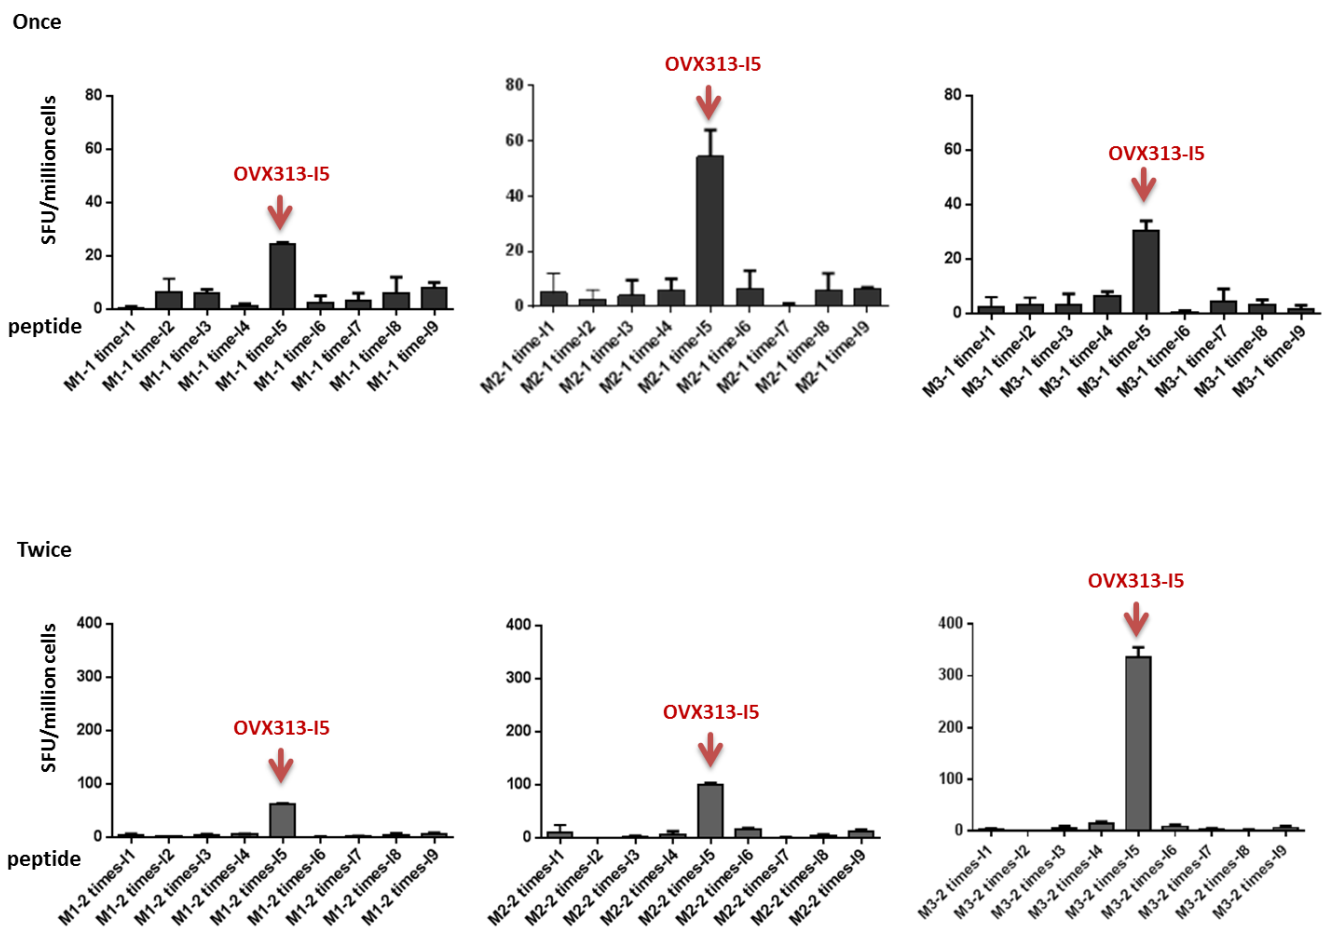 Once
SFU/million cells
80
60
40
20
0
OVX313-I5
peptide
M1-1 time-I1
M1-1 time-I2
M1-1 time-I3
M1-1 time-I4
M1-1 time-I5
M1-1 time-I6
M1-1 time-I7
M1-1 time-I8
M1-1 time-I9
80
60
40
20
0
OVX313-I5
M2-1 time-I1
M2-1 time-I2
M2-1 time-I3
M2-1 time-I4
M2-1 time-I5
M2-1 time-I6
M2-1 time-I7
M2-1 time-I8
M2-1 time-I9
80
60
40
20
0
OVX313-I5
M3-1 time-I1
M3-1 time-I2
M3-1 time-I3
M3-1 time-I4
M3-1 time-I5
M3-1 time-I6
M3-1 time-I7
M3-1 time-I8
M3-1 time-I9
Twice
SFU/million cells
400
300
200
100
0
OVX313-I5
peptide
M1-2 times-I1
M1-2 times-I2
M1-2 times-I3
M1-2 times-I4
M1-2 times-I5
M1-2 times-I6
M1-2 times-I7
M1-2 times-I8
M1-2 times-I9
400
300
200
100
0
OVX313-I5
M2-2 times-I1
M2-2 times-I2
M2-2 times-I3
M2-2 times-I4
M2-2 times-I5
M2-2 times-I6
M2-2 times-I7
M2-2 times-I8
M2-2 times-I9
400
300
200
100
0
OVX313-I5
M3-2 times-I1
M3-2 times-I2
M3-2 times-I3
M3-2 times-I4
M3-2 times-I5
M3-2 times-I6
M3-2 times-I7
M3-2 times-I8
M3-2 times-I9